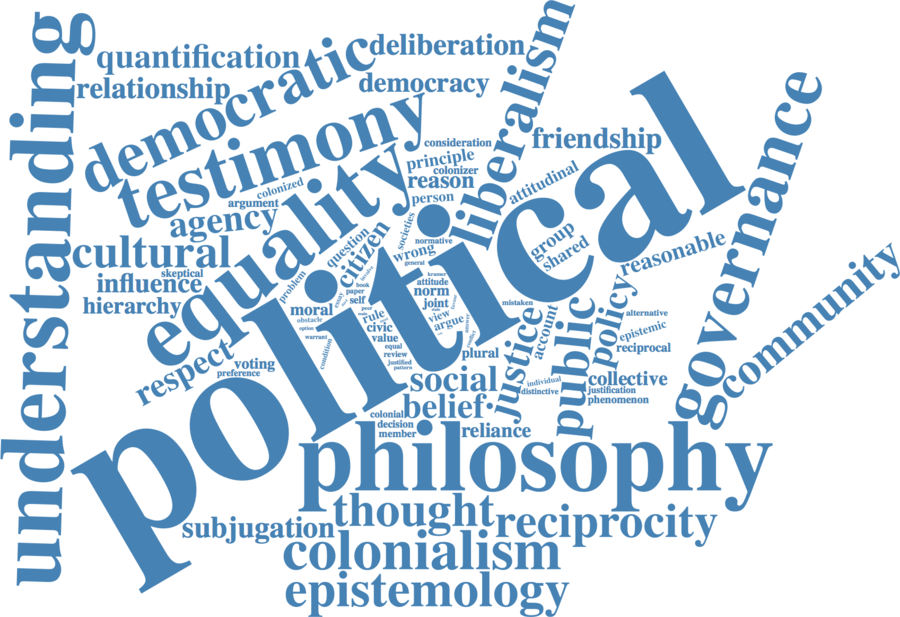 understanding
quantification
relationship
democratic
deliberation
democracy
testimony
liberalism
consideration
principle
colonizer
reason
person
friendship
attitudinal
colonized
argument
agency
equality
cultural
skeptical
influence
hierarchy
political
governance
community
reasonable
group
shared
societies
normative
wrong
general
question
citizen
problem
book
paper
self
moral
obstacle
option
warrant
rule
civic
value
equal
review
justified
pattern
condition
kramer
attitude
norm
joint
view
argue
answer
conflict
mistaken
account
justice
plural
policy
public
alternative
epistemic
reciprocal
respect
voting
preference
social
belief
individual
distinctive
collective
justification
phenomenon
colonial
decision
member
reliance
philosophy
thought
reciprocity
subjugation
colonialism
epistemology